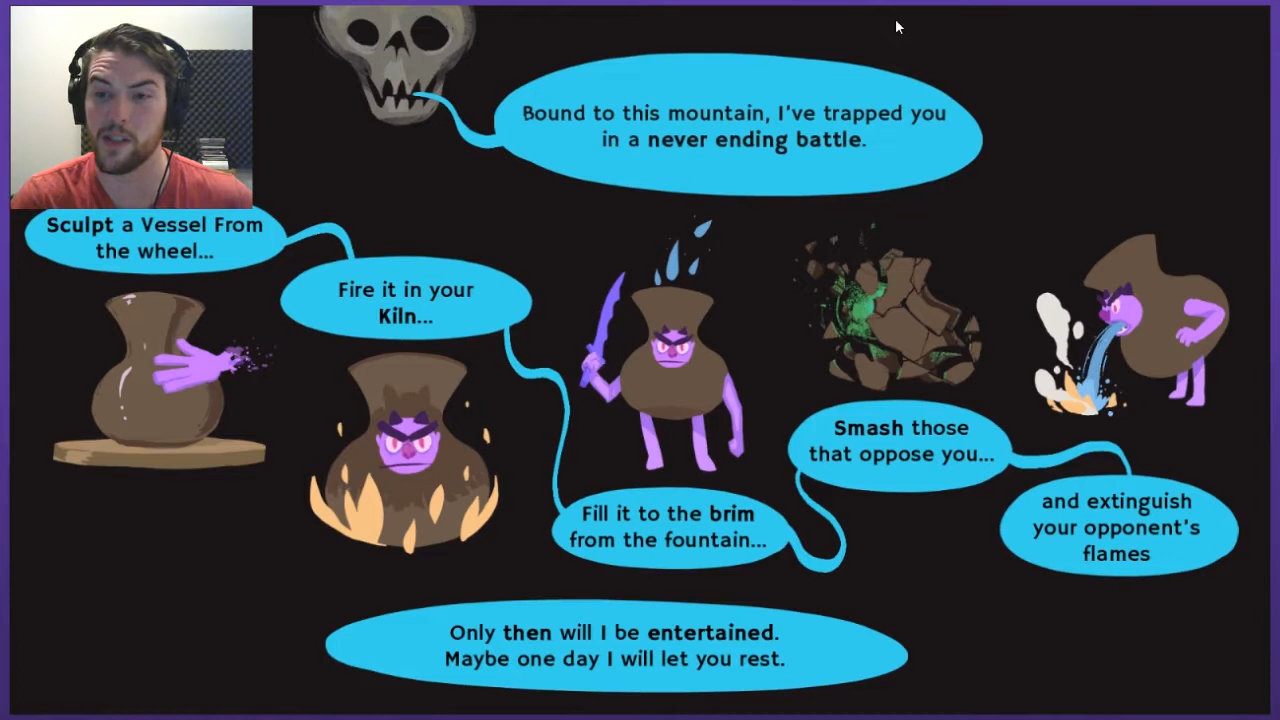 Bound to this mountain, I've trapped you
in a never ending battle.
Sculpt a Vessel From
the wheel...
Fire it in your
Kiln...
Fill it to the brim
from the fountain...
Smash those
that oppose you...
and extinguish
your opponent's
flames
Only then will I be entertained.
Maybe one day I will let you rest.